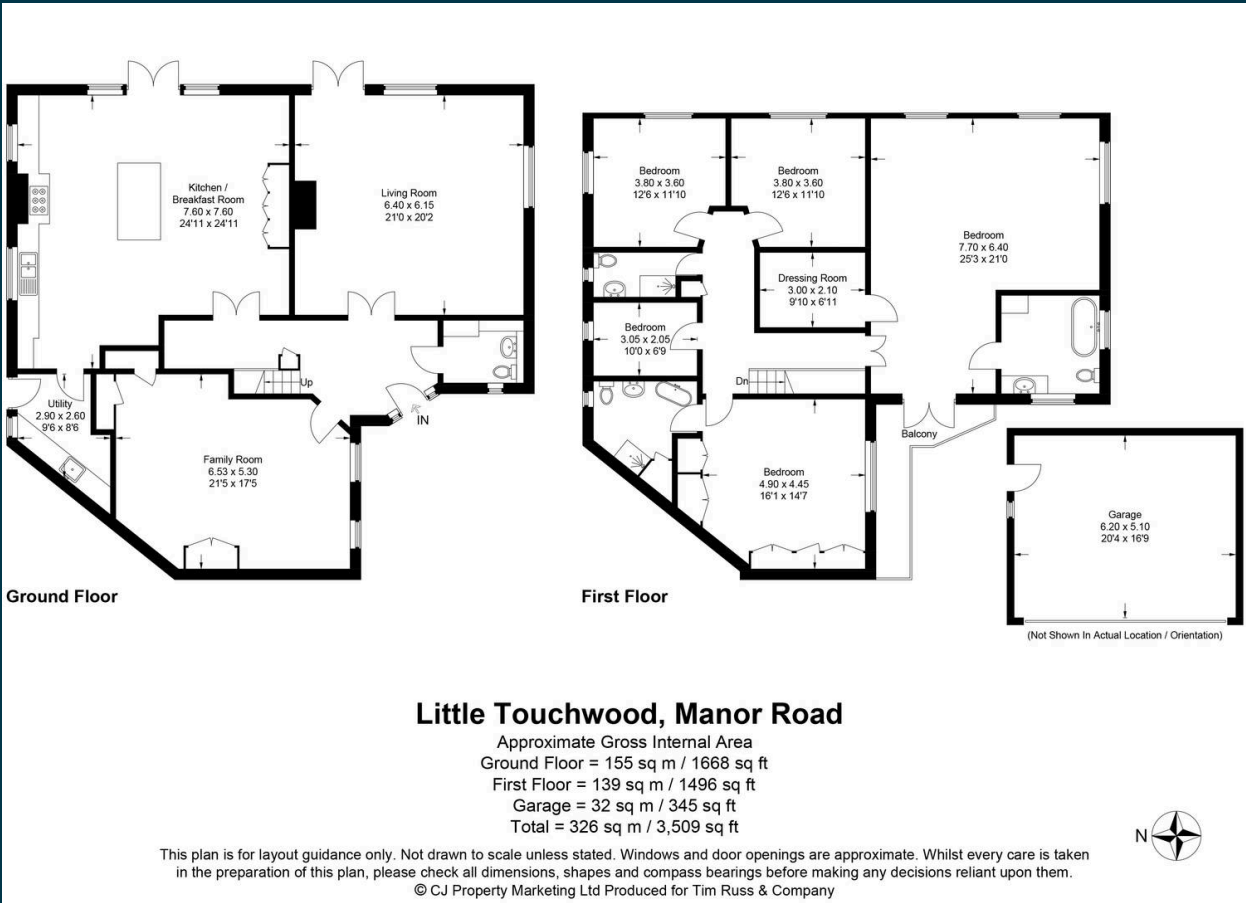 Kitchen /
Breakfast Room
7.60 x 7.60
24'11 x 24'11
Living Room
6.40 x 6.15
21'0 x 20'2
Up
IN
Utility
2.90 x 2.60
9'6 x 8'6
Family Room
6.53 x 5.30
21'5 x 17'5
Ground Floor
Bedroom
3.80 x 3.60
12'6 x 11'10
Bedroom
3.80 x 3.60
12'6 x 11'10
Bedroom
7.70 x 6.40
25'3 x 21'0
Dressing Room
3.00 x 2.10
9'10 x 6'11
Bedroom
3.05 x 2.05
10'0 x 6'9
Dn
Balcony
Bedroom
4.90 x 4.45
16'1 x 14'7
First Floor
Garage
6.20 x 5.10
20'4 x 16'9
(Not Shown In Actual Location / Orientation)
Little Touchwood, Manor Road
Approximate Gross Internal Area
Ground Floor = 155 sq m / 1668 sq ft
First Floor = 139 sq m / 1496 sq ft
Garage = 32 sq m / 345 sq ft
Total = 326 sq m / 3,509 sq ft
N
This plan is for layout guidance only. Not drawn to scale unless stated. Windows and door openings are approximate. Whilst every care is taken
in the preparation of this plan, please check all dimensions, shapes and compass bearings before making any decisions reliant upon them.
© CJ Property Marketing Ltd Produced for Tim Russ & Company